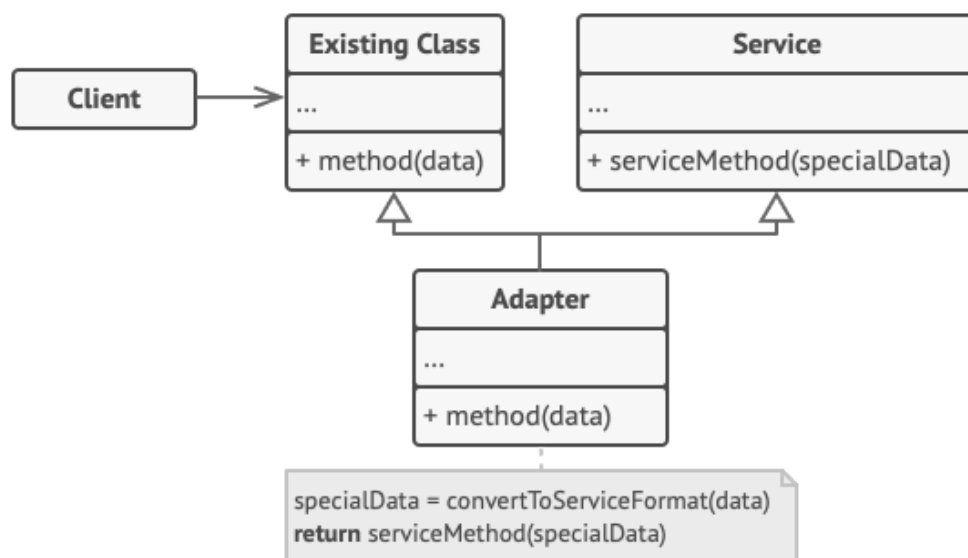 Client
Existing Class
...
+ method(data)
Service
...
+ serviceMethod(specialData)
Adapter
...
+ method(data)
specialData = convertToServiceFormat(data)
return serviceMethod(specialData)